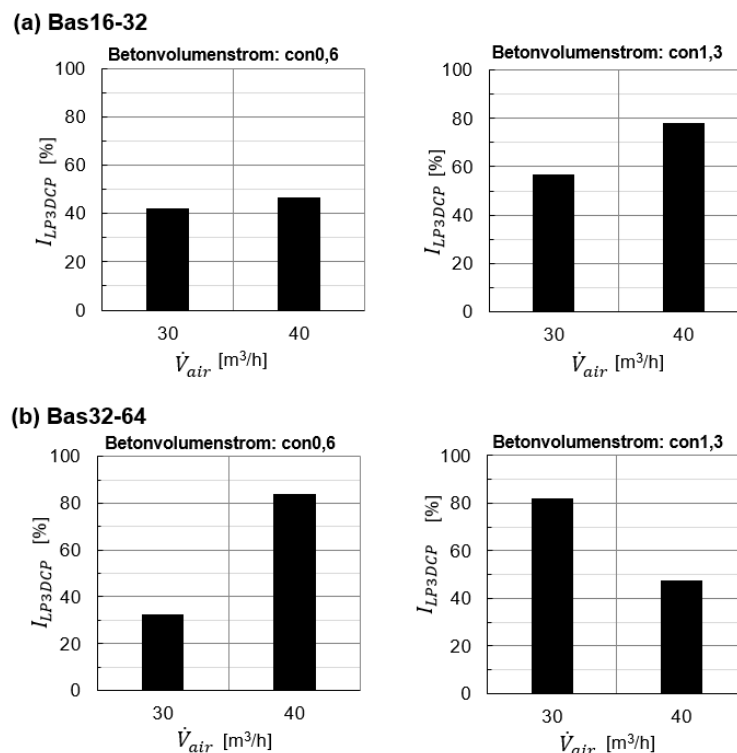 (a) Bas16-32
Betonvolumenstrom: con0,6
100
80
60
40
20
0
I_LP3DCP [%]
30 40
V̇_air [m³/h]
Betonvolumenstrom: con1,3
100
80
60
40
20
0
I_LP3DCP [%]
30 40
V̇_air [m³/h]
(b) Bas32-64
Betonvolumenstrom: con0,6
100
80
60
40
20
0
I_LP3DCP [%]
30 40
V̇_air [m³/h]
Betonvolumenstrom: con1,3
100
80
60
40
20
0
I_LP3DCP [%]
30 40
V̇_air [m³/h]